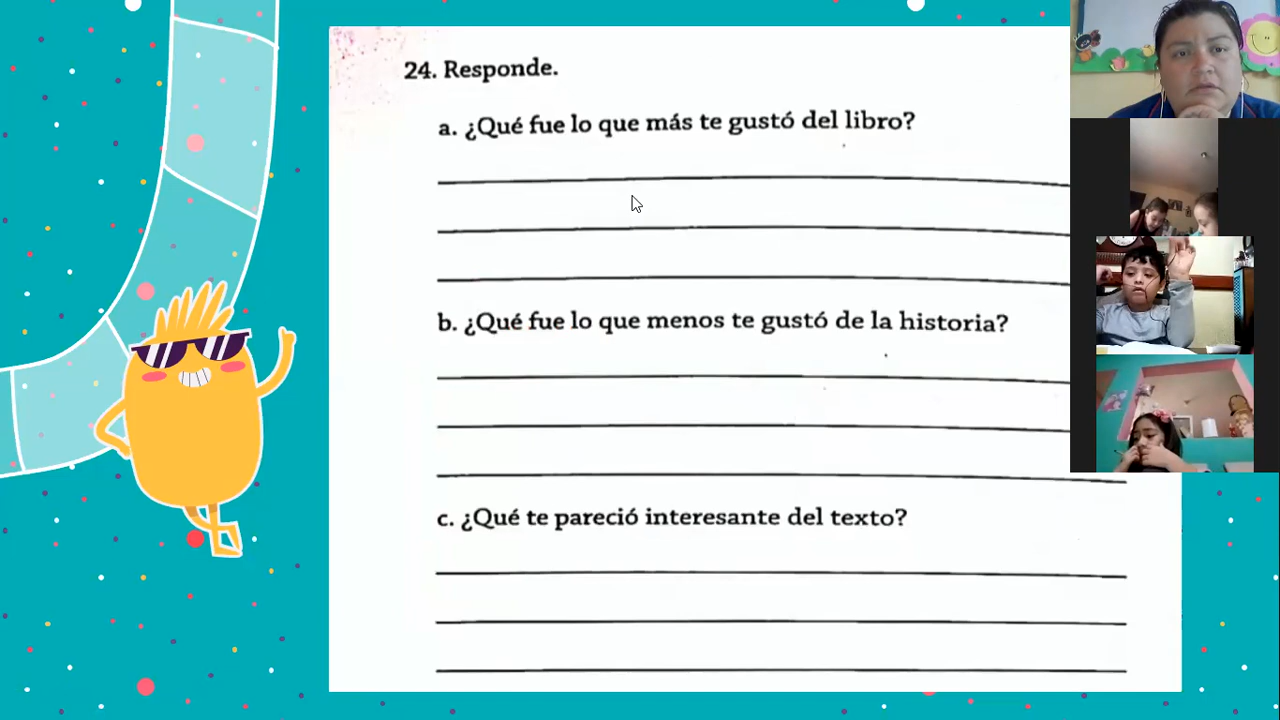 24. Responde.
a. ¿Qué fue lo que más te gustó del libro?
b. ¿Qué fue lo que menos te gustó de la historia?
c. ¿Qué te pareció interesante del texto?